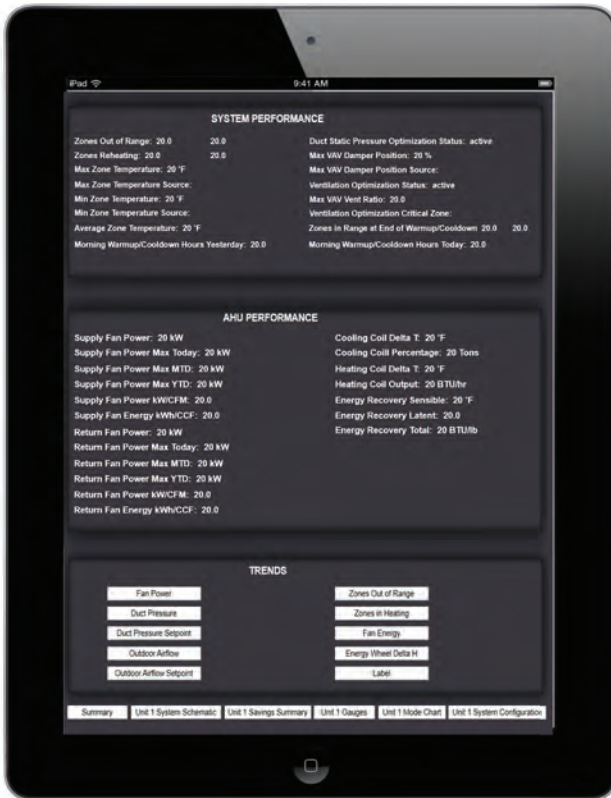 iPad
9:41 AM
SYSTEM PERFORMANCE
Zones Out of Range: 20.0 20.0
Zones Reheating: 20.0 20.0
Max Zone Temperature: 20 °F
Max Zone Temperature Source:
Min Zone Temperature: 20 °F
Min Zone Temperature Source:
Average Zone Temperature: 20 °F
Morning Warmup/Cooldown Hours Yesterday: 20.0
Duct Static Pressure Optimization Status: active
Max VAV Damper Position: 20 %
Max VAV Damper Position Source:
Ventilation Optimization Status: active
Max VAV Vent Ratio: 20.0
Ventilation Optimization Critical Zone:
Zones in Range at End of Warmup/Cooldown 20.0 20.0
Morning Warmup/Cooldown Hours Today: 20.0
AHU PERFORMANCE
Supply Fan Power: 20 kW
Supply Fan Power Max Today: 20 kW
Supply Fan Power Max MTD: 20 kW
Supply Fan Power Max YTD: 20 kW
Supply Fan Power kW/CFM: 20.0
Supply Fan Energy kWh/CCF: 20.0
Return Fan Power: 20 kW
Return Fan Power Max Today: 20 kW
Return Fan Power Max MTD: 20 kW
Return Fan Power Max YTD: 20 kW
Return Fan Power kW/CFM: 20.0
Return Fan Energy kWh/CCF: 20.0
Cooling Coil Delta T: 20 °F
Cooling Coill Percentage: 20 Tons
Heating Coil Delta T: 20 °F
Heating Coil Output: 20 BTU/hr
Energy Recovery Sensible: 20 °F
Energy Recovery Latent: 20.0
Energy Recovery Total: 20 BTU/lb
TRENDS
Fan Power
Duct Pressure
Duct Pressure Setpoint
Outdoor Airflow
Outdoor Airflow Setpoint
Zones Out of Range
Zones in Heating
Fan Energy
Energy Wheel Delta H
Label
Summary
Unit 1 System Schematic
Unit 1 Savings Summary
Unit 1 Gauges
Unit 1 Mode Chart
Unit 1 System Configuration